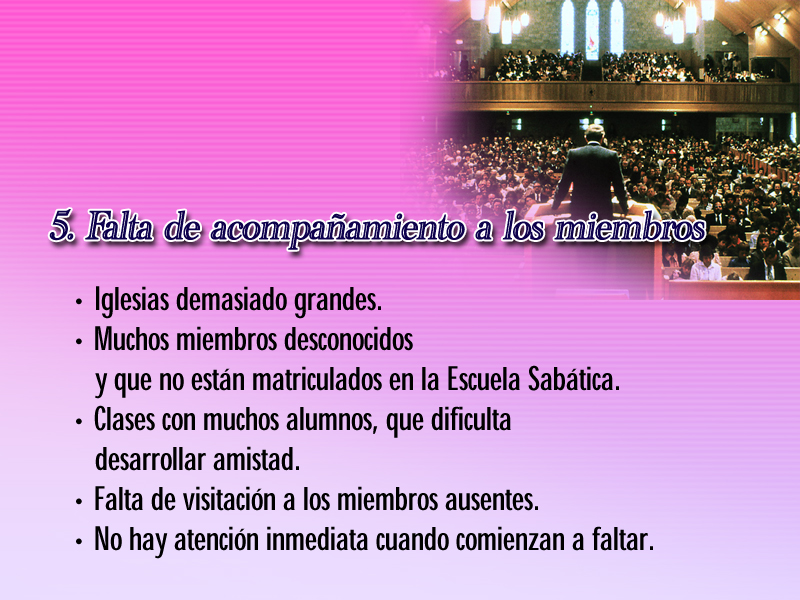 5. Falta de acompañamiento a los miembros
• Iglesias demasiado grandes.
• Muchos miembros desconocidos
y que no están matriculados en la Escuela Sabática.
• Clases con muchos alumnos, que dificulta
desarrollar amistad.
• Falta de visitación a los miembros ausentes.
• No hay atención inmediata cuando comienzan a faltar.